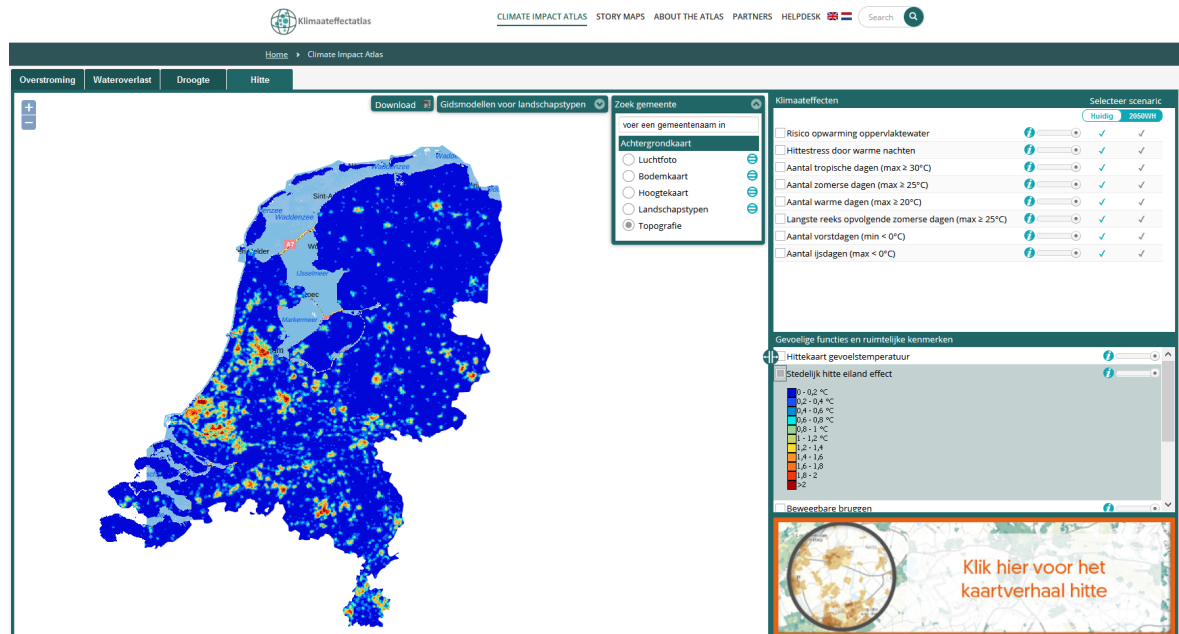 Klimaateffectatlas
CLIMATE IMPACT ATLAS STORY MAPS ABOUT THE ATLAS PARTNERS HELPDESK Search
Home Climate Impact Atlas
Overstroming Wateroverlast Droogte Hitte
+
−
Download Gidsmodellen voor landschapstypen Zoek gemeente
voer een gemeentenaam in
Achtergrondkaart
Luchtfoto
Bodemkaart
Hoogtekaart
Landschapstypen
Topografie
Waddenzee
Waddenzee
A7
IJsselmeer
Markermeer
Klimaateffecten Selecteer scenaric
Huidig 2050WH
Risico opwarming oppervlaktewater
Hittestress door warme nachten
Aantal tropische dagen (max ≥ 30°C)
Aantal zomerse dagen (max ≥ 25°C)
Aantal warme dagen (max ≥ 20°C)
Langste reeks opvolgende zomerse dagen (max ≥ 25°C)
Aantal vorstdagen (min < 0°C)
Aantal ijsdagen (max < 0°C)
Gevoelige functies en ruimtelijke kenmerken
Hittekaart gevoelstemperatuur
Stedelijk hitte eiland effect
0 - 0,2 °C
0,2 - 0,4 °C
0,4 - 0,6 °C
0,6 - 0,8 °C
0,8 - 1 °C
1 - 1,2 °C
1,2 - 1,4
1,4 - 1,6
1,6 - 1,8
1,8 - 2
>2
Beweegbare bruggen
Klik hier voor het
kaartverhaal hitte